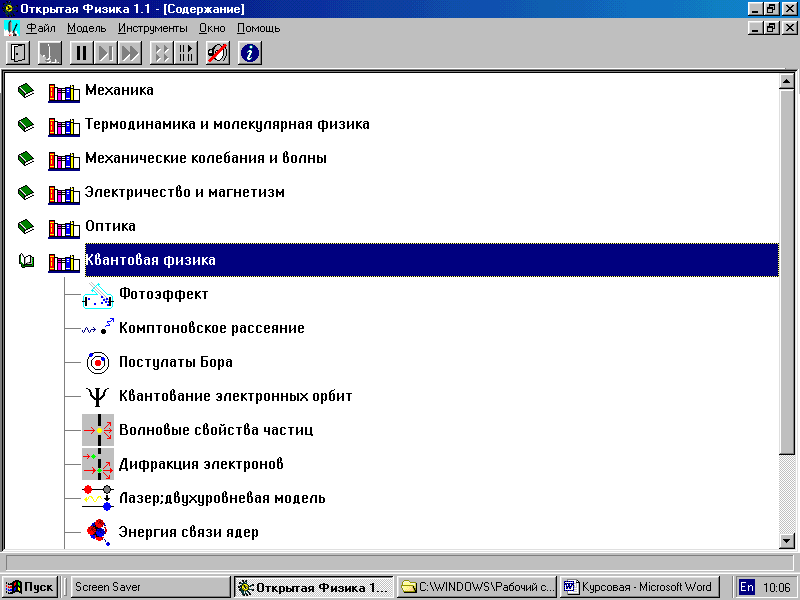 Открытая Физика 1.1 - [Содержание]
Файл Модель Инструменты Окно Помощь
Механика
Термодинамика и молекулярная физика
Механические колебания и волны
Электричество и магнетизм
Оптика
Квантовая физика
Фотоэффект
Комптоновское рассеяние
Постулаты Бора
Квантование электронных орбит
Волновые свойства частиц
Дифракция электронов
Лазер;двухуровневая модель
Энергия связи ядер
Пуск Screen Saver Открытая Физика 1... C:\WINDOWS\Рабочий с... Курсовая - Microsoft Word En 10:06